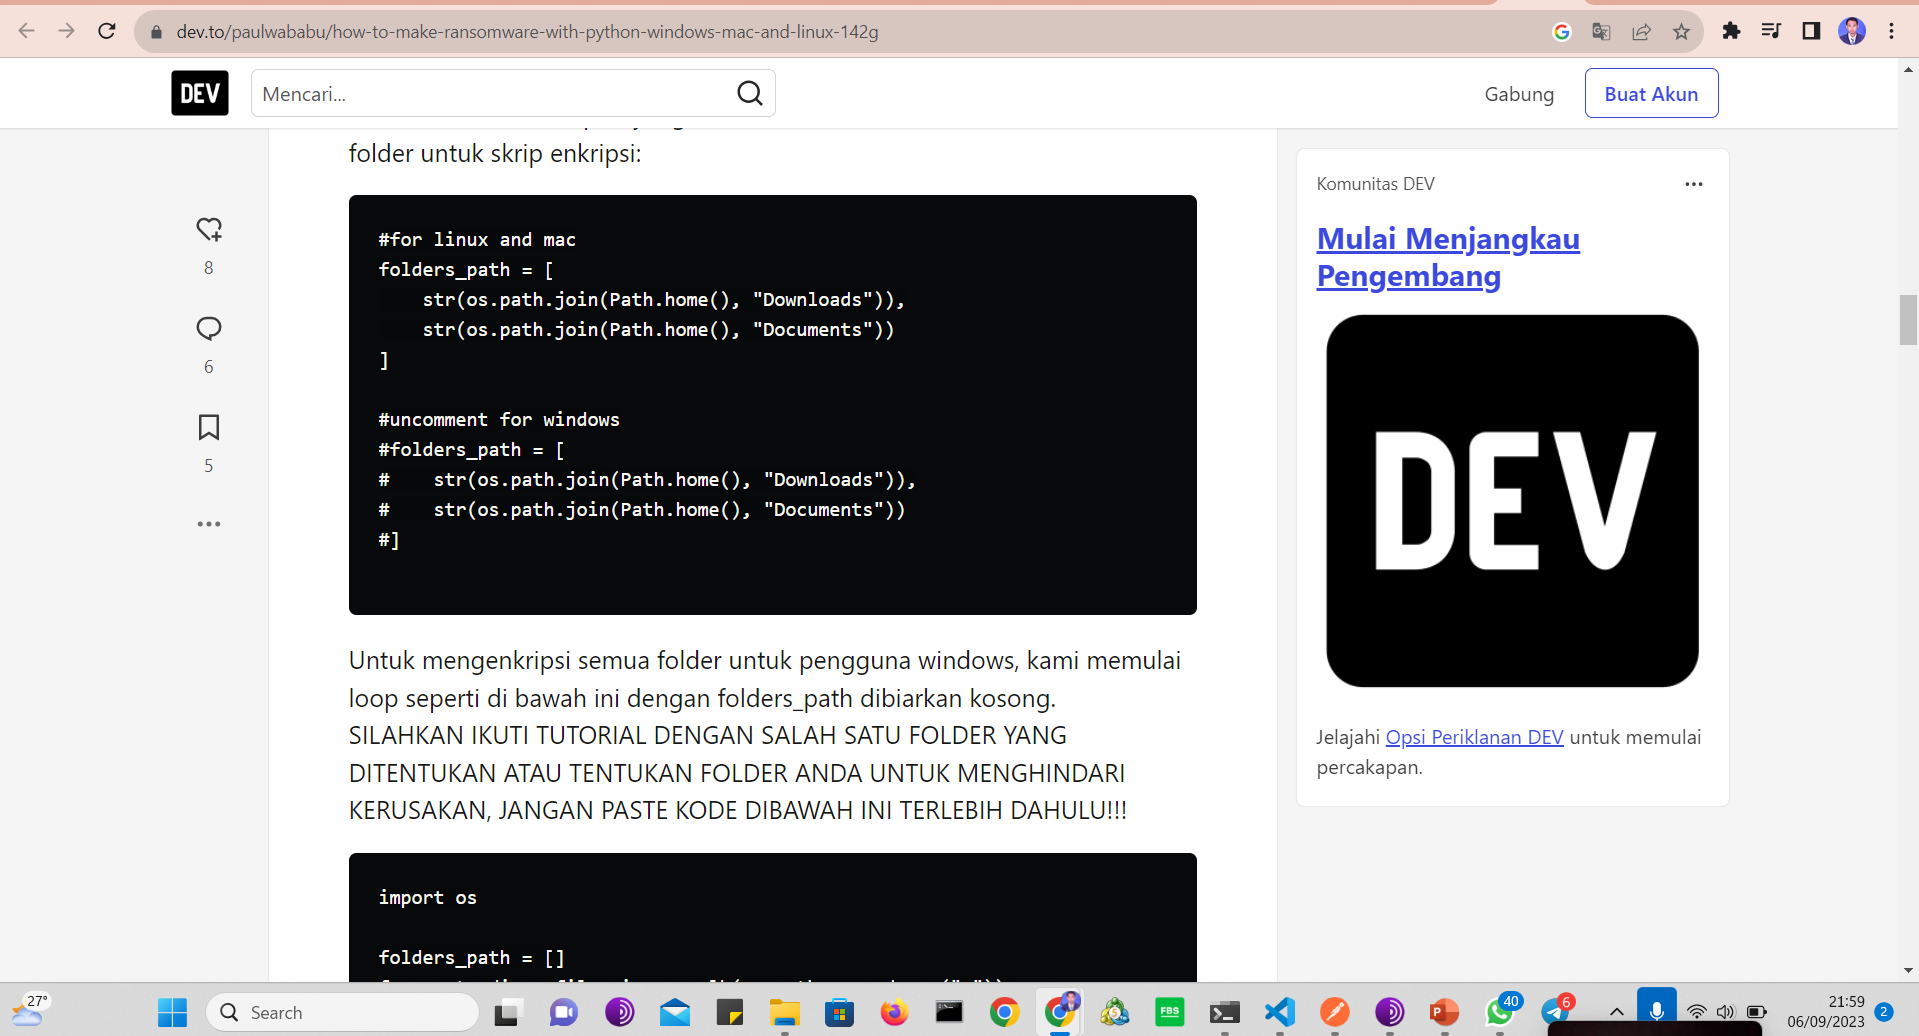 dev.to/paulwababu/how-to-make-ransomware-with-python-windows-mac-and-linux-142g
DEV
Mencari...
Gabung
Buat Akun
folder untuk skrip enkripsi:
#for linux and mac
folders_path = [
    str(os.path.join(Path.home(), "Downloads")),
    str(os.path.join(Path.home(), "Documents"))
]
#uncomment for windows
#folders_path = [
#    str(os.path.join(Path.home(), "Downloads")),
#    str(os.path.join(Path.home(), "Documents"))
#]
8
6
5
Untuk mengenkripsi semua folder untuk pengguna windows, kami memulai
loop seperti di bawah ini dengan folders_path dibiarkan kosong.
SILAHKAN IKUTI TUTORIAL DENGAN SALAH SATU FOLDER YANG
DITENTUKAN ATAU TENTUKAN FOLDER ANDA UNTUK MENGHINDARI
KERUSAKAN, JANGAN PASTE KODE DIBAWAH INI TERLEBIH DAHULU!!!
import os
folders_path = []
Komunitas DEV
Mulai Menjangkau
Pengembang
DEV
Jelajahi Opsi Periklanan DEV untuk memulai
percakapan.
27°
Search
FBS
40
6
21:59
06/09/2023
2